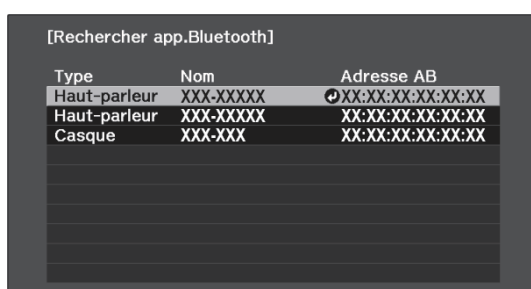 [Rechercher app.Bluetooth]
Type Nom Adresse AB
Haut-parleur XXX-XXXXX XX:XX:XX:XX:XX:XX
Haut-parleur XXX-XXXXX XX:XX:XX:XX:XX:XX
Casque XXX-XXX XX:XX:XX:XX:XX:XX